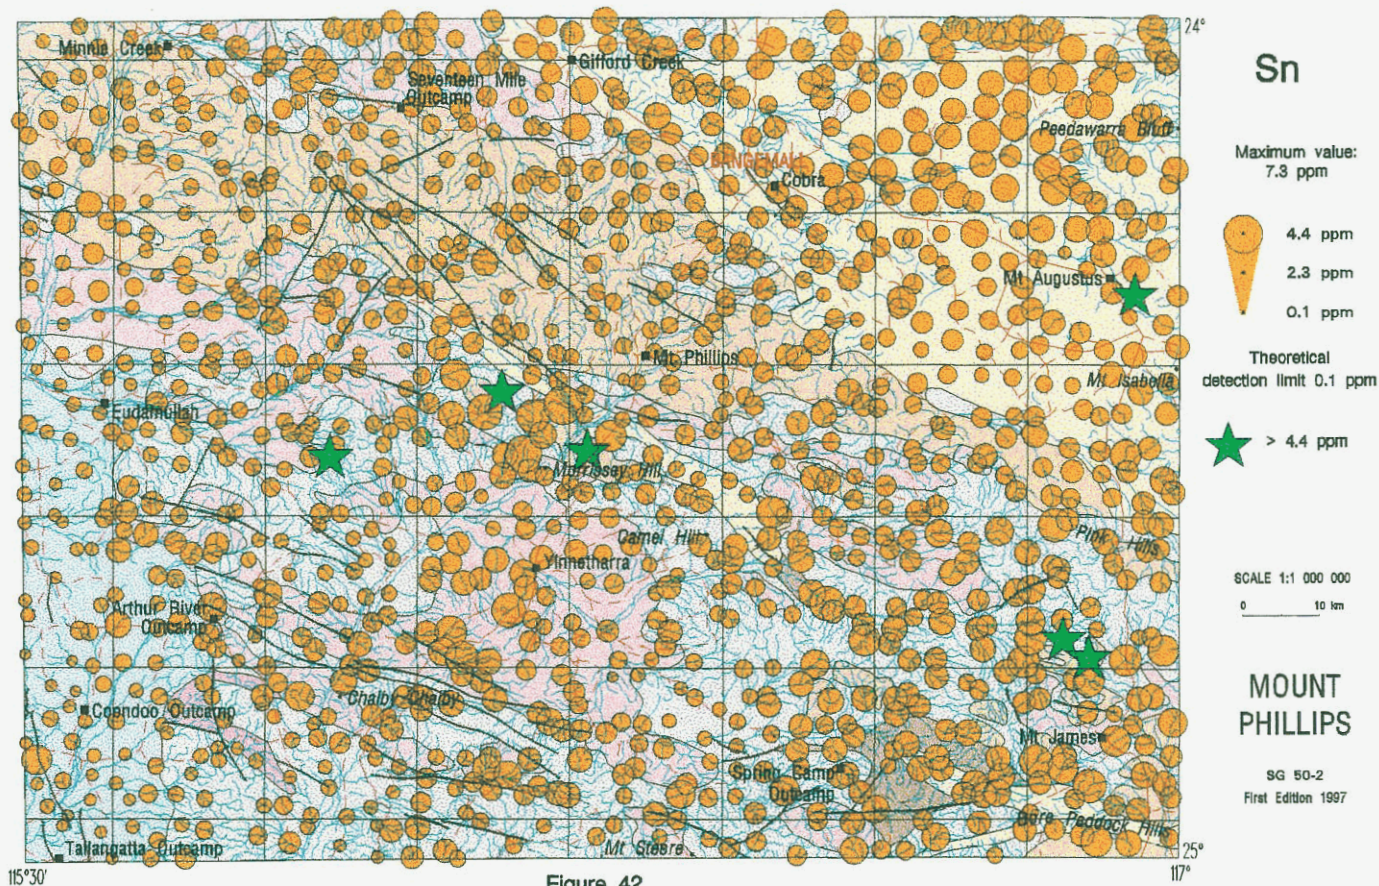 24°
Minnie Creek
Gifford Creek
Seventeen Mile
Outcamp
Peedawarra Bluff
BANGEMALL
Cobra
Mt Augustus
Mt Phillips
Mt Isabella
Eudamullah
Morrissey Hill
Camel Hill
Pink Hills
Yinnetharra
Arthur River
Outcamp
Chalby Chalby
Coondoo Outcamp
Mt James
Spring Camp
Outcamp
Gore Paddock Hills
Tallangatta Outcamp
Mt Steere
25°
115°30'
117°
Figure 42
Sn
Maximum value:
7.3 ppm
4.4 ppm
2.3 ppm
0.1 ppm
Theoretical
detection limit 0.1 ppm
> 4.4 ppm
SCALE 1:1 000 000
0 10 km
MOUNT
PHILLIPS
SG 50-2
First Edition 1997